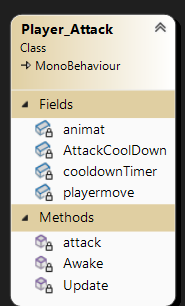 Player_Attack
Class
MonoBehaviour
Fields
animat
AttackCoolDown
cooldownTimer
playermove
Methods
attack
Awake
Update